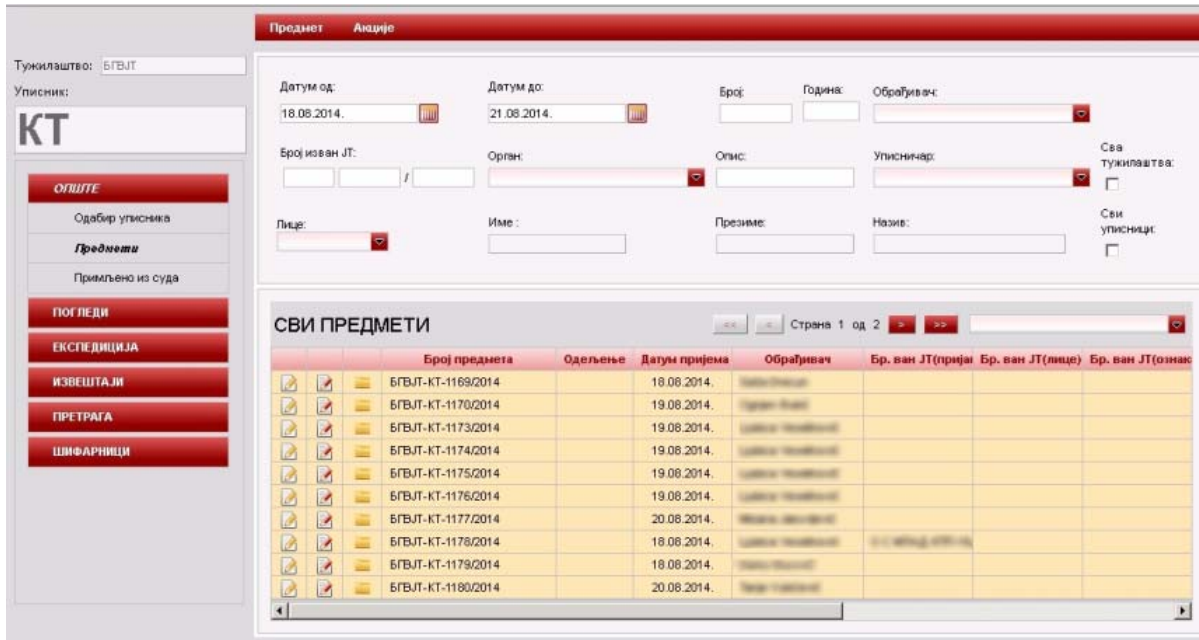 Предмет Акције
Тужилаштво: БГВЈТ
Уписник:
КТ
ОПШТЕ
Одабир уписника
Предмети
Примљено из суда
ПОГЛЕДИ
ЕКСПЕДИЦИЈА
ИЗВЕШТАЈИ
ПРЕТРАГА
ШИФАРНИЦИ
Датум од: Датум до: Број: Година: Обрађивач:
18.08.2014. 21.08.2014.
Број изван ЈТ: / Орган: Опис: Уписничар: Сва тужилаштва:
Лице: Име : Презиме: Назив: Сви уписници:
СВИ ПРЕДМЕТИ << < Страна 1 од 2 > >>
Број предмета Одељење Датум пријема Обрађивач Бр. ван ЈТ(прија Бр. ван ЈТ(лице) Бр. ван ЈТ(ознак
БГВЈТ-КТ-1169/2014 18.08.2014.
БГВЈТ-КТ-1170/2014 19.08.2014.
БГВЈТ-КТ-1173/2014 19.08.2014.
БГВЈТ-КТ-1174/2014 19.08.2014.
БГВЈТ-КТ-1175/2014 19.08.2014.
БГВЈТ-КТ-1176/2014 19.08.2014.
БГВЈТ-КТ-1177/2014 20.08.2014.
БГВЈТ-КТ-1178/2014 18.08.2014.
БГВЈТ-КТ-1179/2014 18.08.2014.
БГВЈТ-КТ-1180/2014 20.08.2014.